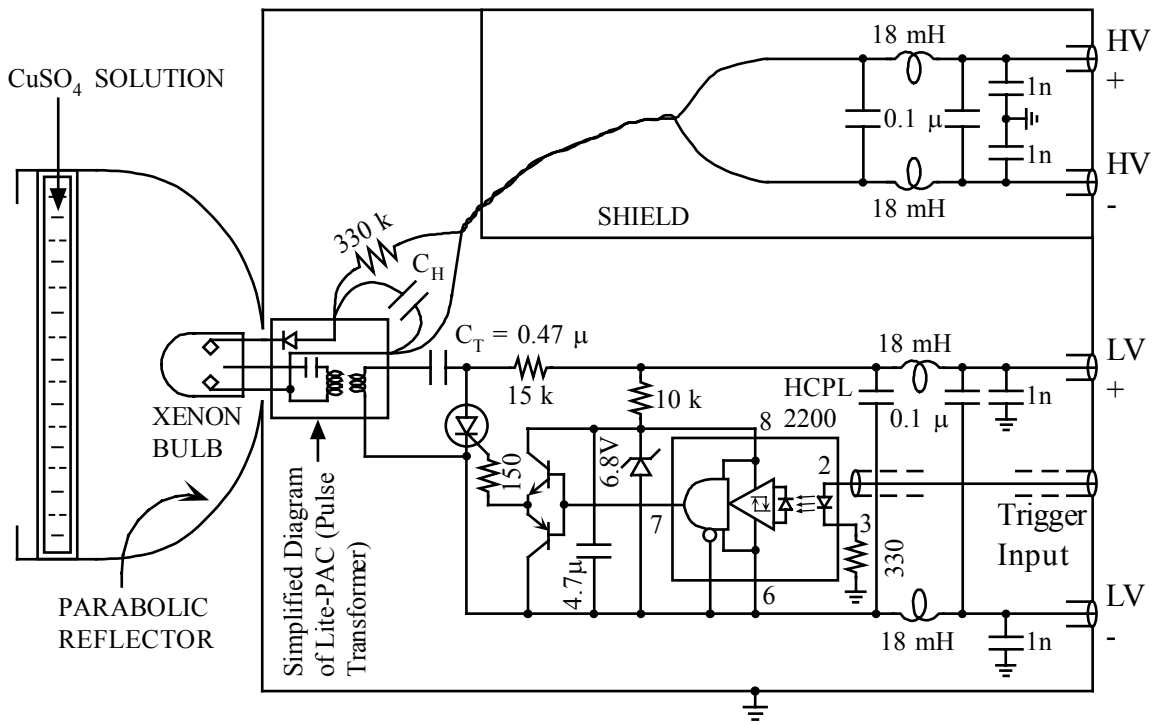 CuSO4 SOLUTION
18 mH
HV
+
1n
0.1 μ
1n
HV
-
18 mH
SHIELD
330 k
CH
CT = 0.47 μ
15 k
18 mH
LV
+
HCPL
2200
0.1 μ
1n
10 k
8
6.8V
2
150
7
3
Trigger
Input
330
4.7μ
6
LV
-
18 mH
1n
XENON
BULB
PARABOLIC
REFLECTOR
Simplified Diagram
of Lite-PAC (Pulse
Transformer)